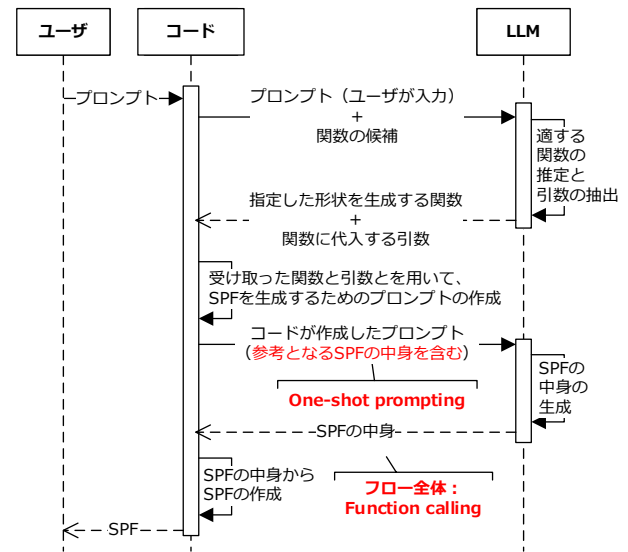 ユーザ
コード
LLM
プロンプト
プロンプト（ユーザが入力）
+
関数の候補
適する
関数の
推定と
引数の抽出
指定した形状を生成する関数
+
関数に代入する引数
受け取った関数と引数とを用いて、
SPFを生成するためのプロンプトの作成
コードが作成したプロンプト
（参考となるSPFの中身を含む）
One-shot prompting
SPFの
中身の
生成
SPFの中身
SPFの中身から
SPFの作成
フロー全体：
Function calling
SPF